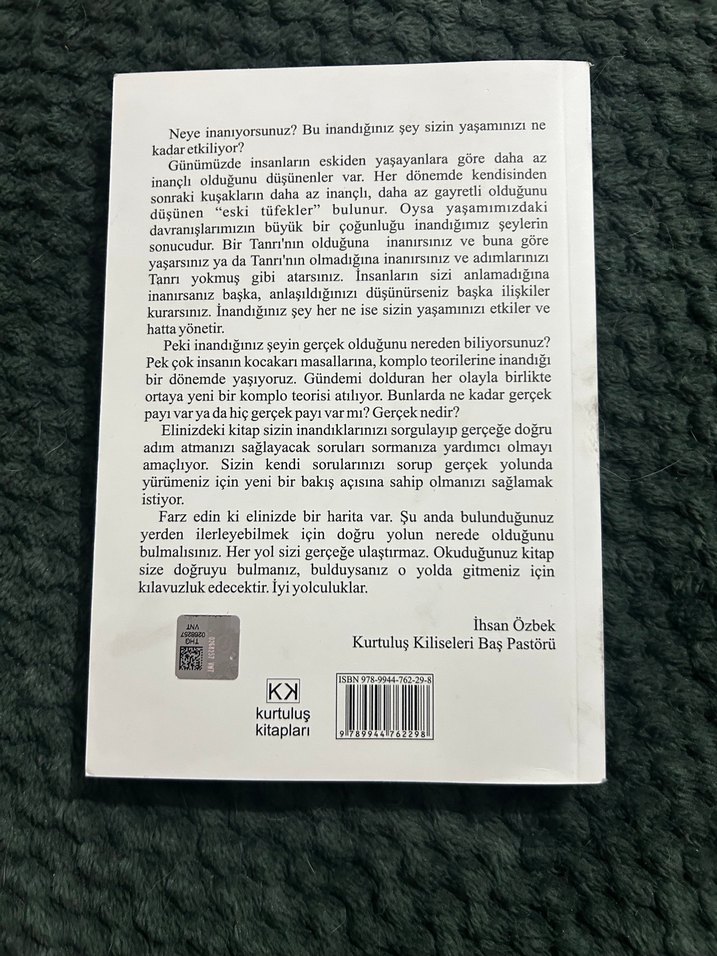 Neye inanıyorsunuz? Bu inandığınız şey sizin yaşamınızı ne
kadar etkiliyor?
Günümüzde insanların eskiden yaşayanlara göre daha az
inançlı olduğunu düşünenler var. Her dönemde kendisinden
sonraki kuşakların daha az inançlı, daha az gayretli olduğunu
düşünen “eski tüfekler” bulunur. Oysa yaşamımızdaki
davranışlarımızın büyük bir çoğunluğu inandığımız şeylerin
sonucudur. Bir Tanrı'nın olduğuna inanırsınız ve buna göre
yaşarsınız ya da Tanrı'nın olmadığına inanırsınız ve adımlarınızı
Tanrı yokmuş gibi atarsınız. İnsanların sizi anlamadığına
inanırsanız başka, anlaşıldığınızı düşünürseniz başka ilişkiler
kurarsınız. İnandığınız şey her ne ise sizin yaşamınızı etkiler ve
hatta yönetir.
Peki inandığınız şeyin gerçek olduğunu nereden biliyorsunuz?
Pek çok insanın kocakarı masallarına, komplo teorilerine inandığı
bir dönemde yaşıyoruz. Gündemi dolduran her olayla birlikte
ortaya yeni bir komplo teorisi atılıyor. Bunlarda ne kadar gerçek
payı var ya da hiç gerçek payı var mı? Gerçek nedir?
Elinizdeki kitap sizin inandıklarınızı sorgulayıp gerçeğe doğru
adım atmanızı sağlayacak soruları sormanıza yardımcı olmayı
amaçlıyor. Sizin kendi sorularınızı sorup gerçek yolunda
yürümeniz için yeni bir bakış açısına sahip olmanızı sağlamak
istiyor.
Farz edin ki elinizde bir harita var. Şu anda bulunduğunuz
yerden ilerleyebilmek için doğru yolun nerede olduğunu
bulmalısınız. Her yol sizi gerçeğe ulaştırmaz. Okuduğunuz kitap
size doğruyu bulmanız, bulduysanız o yolda gitmeniz için
kılavuzluk edecektir. İyi yolculuklar.
İhsan Özbek
Kurtuluş Kiliseleri Baş Pastörü
THG
0268257
VNT
0268257 VNT
KK
kurtuluş
kitapları
ISBN 978-9944-762-29-8
9 789944 762298